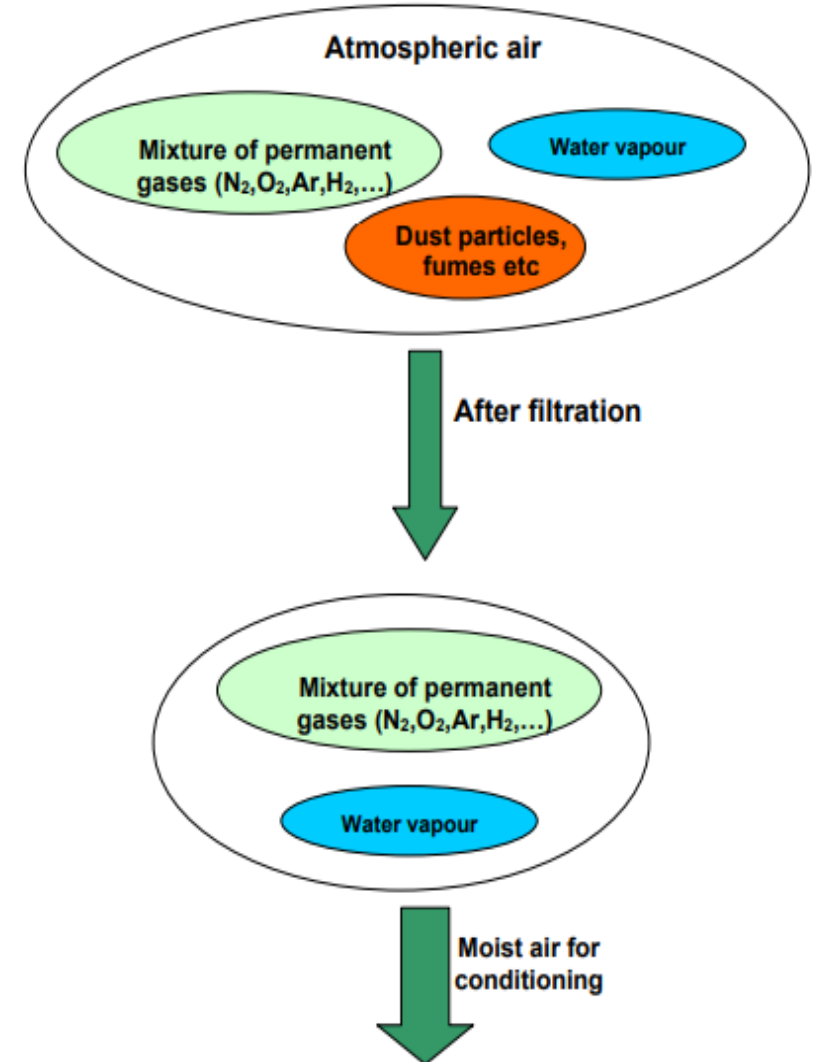 Atmospheric air
Mixture of permanent
gases (N₂,O₂,Ar,H₂,…)
Water vapour
Dust particles,
fumes etc
After filtration
Mixture of permanent
gases (N₂,O₂,Ar,H₂,…)
Water vapour
Moist air for
conditioning